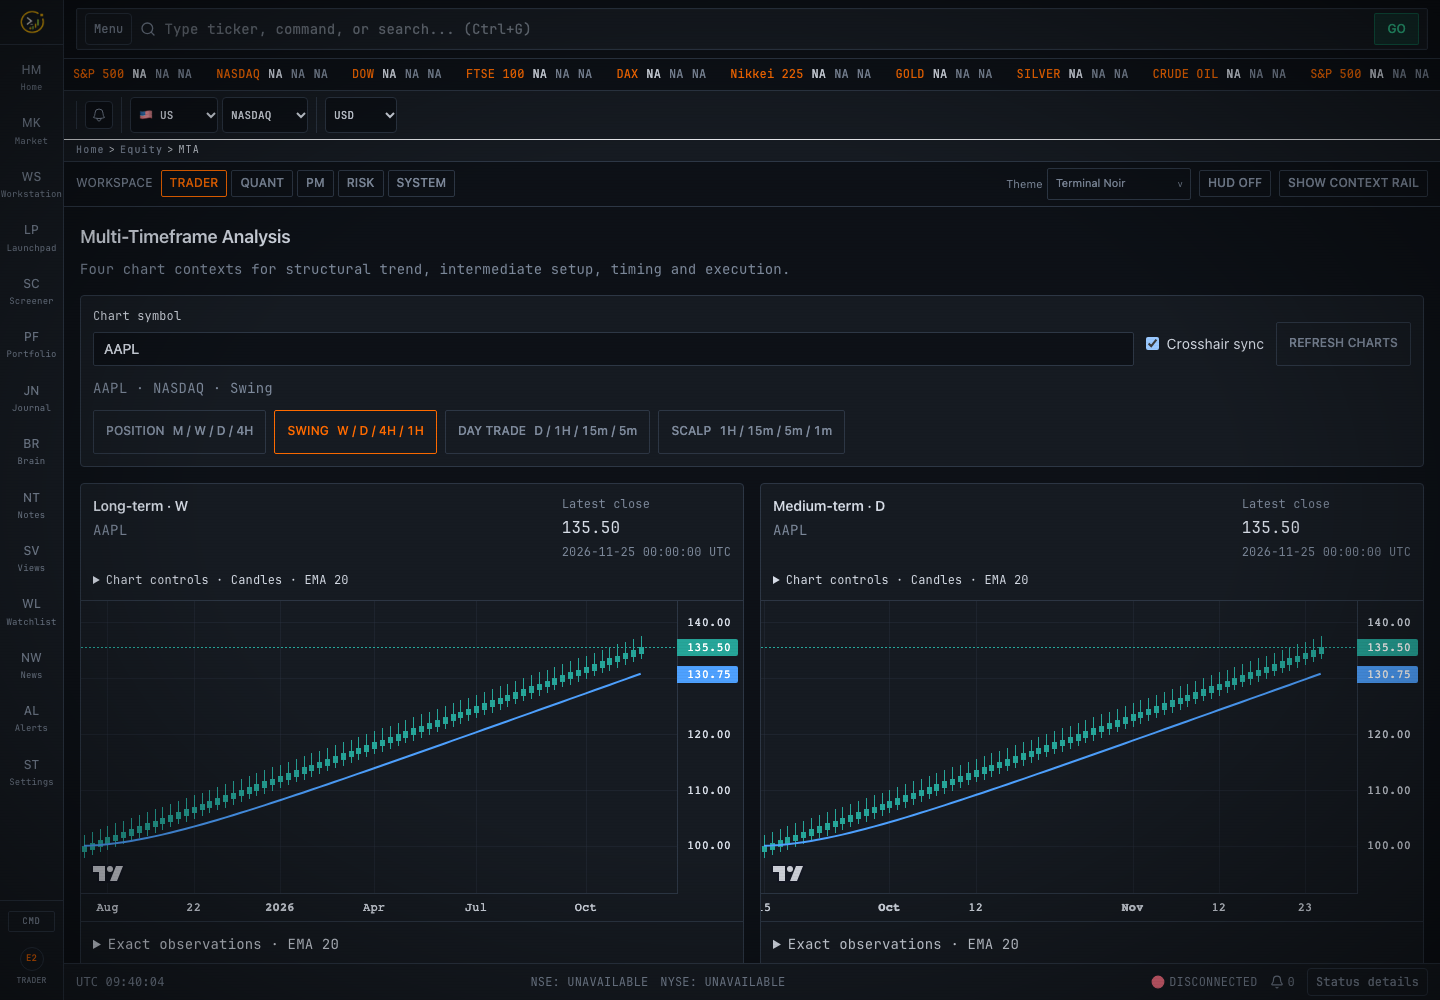 Menu Type ticker, command, or search... (Ctrl+G) GO
S&P 500 NA NA NA NASDAQ NA NA NA DOW NA NA NA FTSE 100 NA NA NA DAX NA NA NA Nikkei 225 NA NA NA GOLD NA NA NA SILVER NA NA NA CRUDE OIL NA NA NA S&P 500 NA NA NA
US NASDAQ USD
Home > Equity > MTA
WORKSPACE TRADER QUANT PM RISK SYSTEM Theme Terminal Noir HUD OFF SHOW CONTEXT RAIL
HM
Home
MK
Market
WS
Workstation
LP
Launchpad
SC
Screener
PF
Portfolio
JN
Journal
BR
Brain
NT
Notes
SV
Views
WL
Watchlist
NW
News
AL
Alerts
ST
Settings
CMD
E2
TRADER
Multi-Timeframe Analysis
Four chart contexts for structural trend, intermediate setup, timing and execution.
Chart symbol
AAPL Crosshair sync REFRESH CHARTS
AAPL · NASDAQ · Swing
POSITION M / W / D / 4H SWING W / D / 4H / 1H DAY TRADE D / 1H / 15m / 5m SCALP 1H / 15m / 5m / 1m
Long-term · W
AAPL
Latest close
135.50
2026-11-25 00:00:00 UTC
Chart controls · Candles · EMA 20
140.00
135.50
130.75
120.00
110.00
100.00
Aug 22 2026 Apr Jul Oct
Exact observations · EMA 20
Medium-term · D
AAPL
Latest close
135.50
2026-11-25 00:00:00 UTC
Chart controls · Candles · EMA 20
140.00
135.50
130.75
120.00
110.00
100.00
5 Oct 12 Nov 12 23
Exact observations · EMA 20
UTC 09:40:04 NSE: UNAVAILABLE NYSE: UNAVAILABLE DISCONNECTED 0 Status details